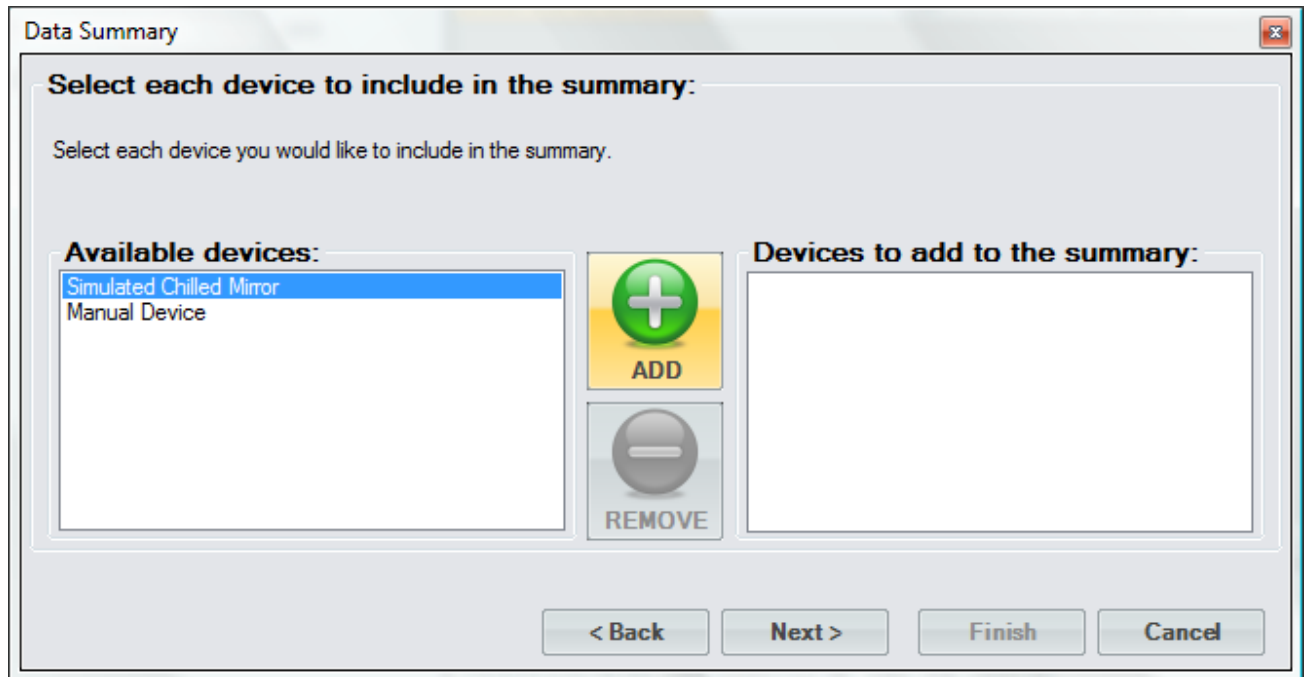 Data Summary
Select each device to include in the summary:
Select each device you would like to include in the summary.
Available devices:
Simulated Chilled Mirror
Manual Device
ADD
REMOVE
Devices to add to the summary:
< Back
Next >
Finish
Cancel